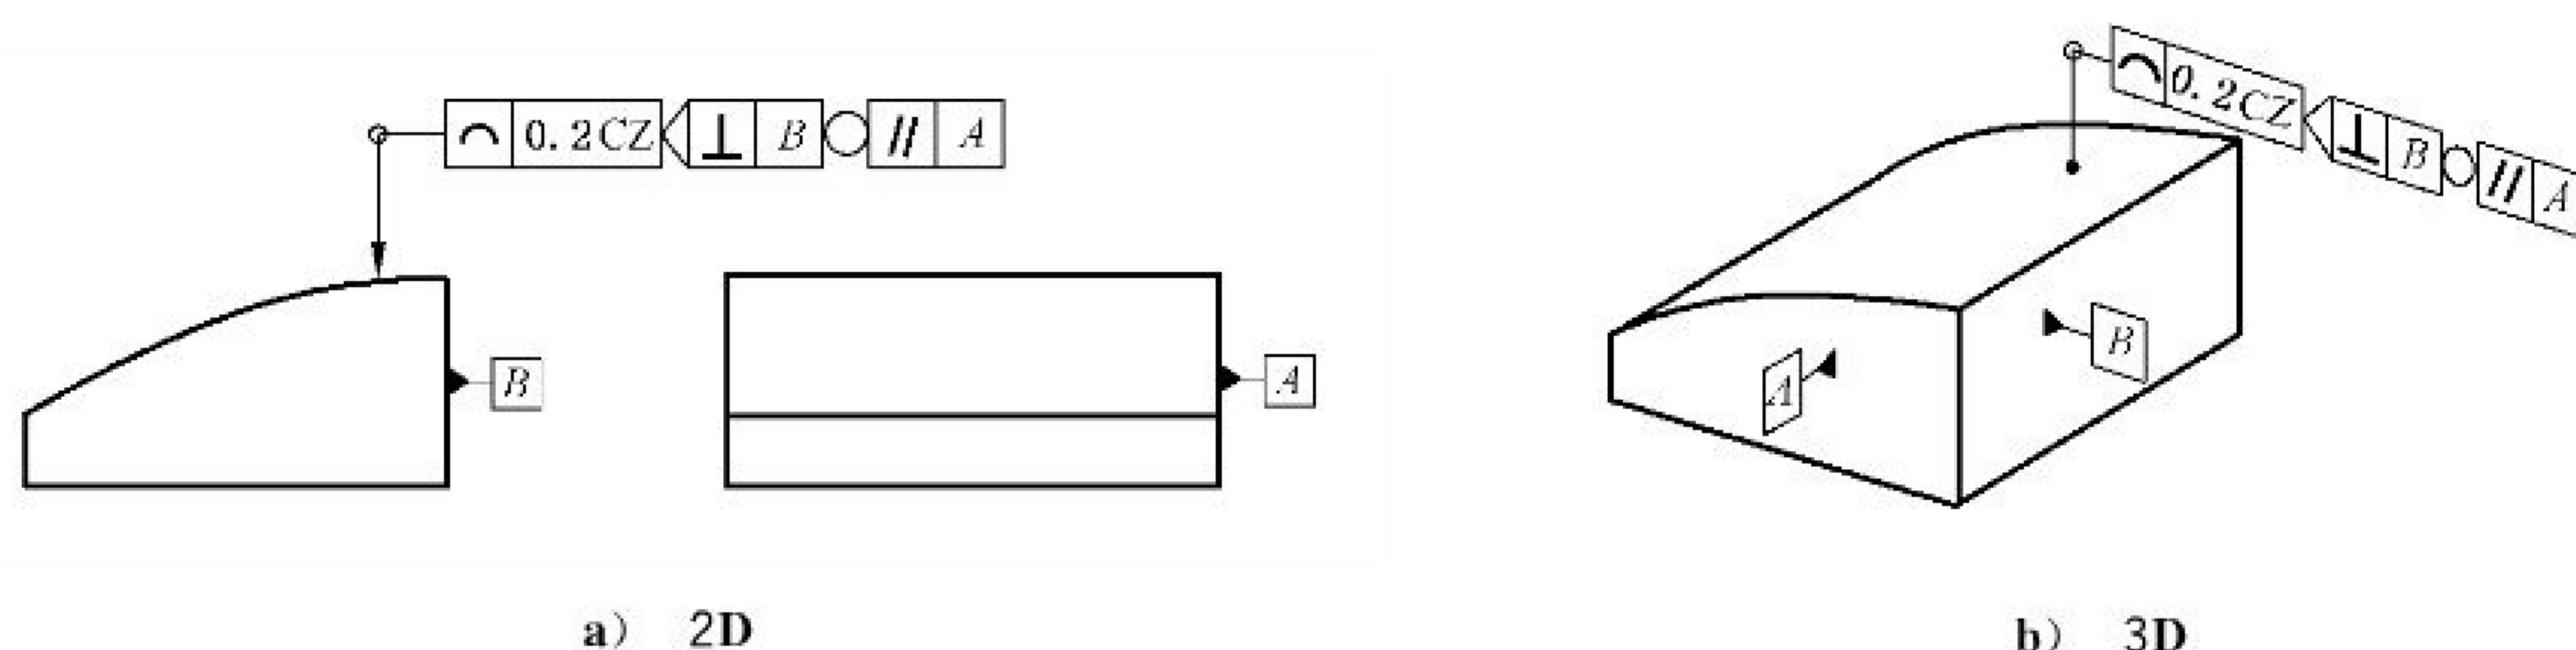 ⌒ 0.2CZ ⊥ B ○ // A
B
A
⌒ 0.2CZ ⊥ B ○ // A
A
B
a） 2D
b） 3D